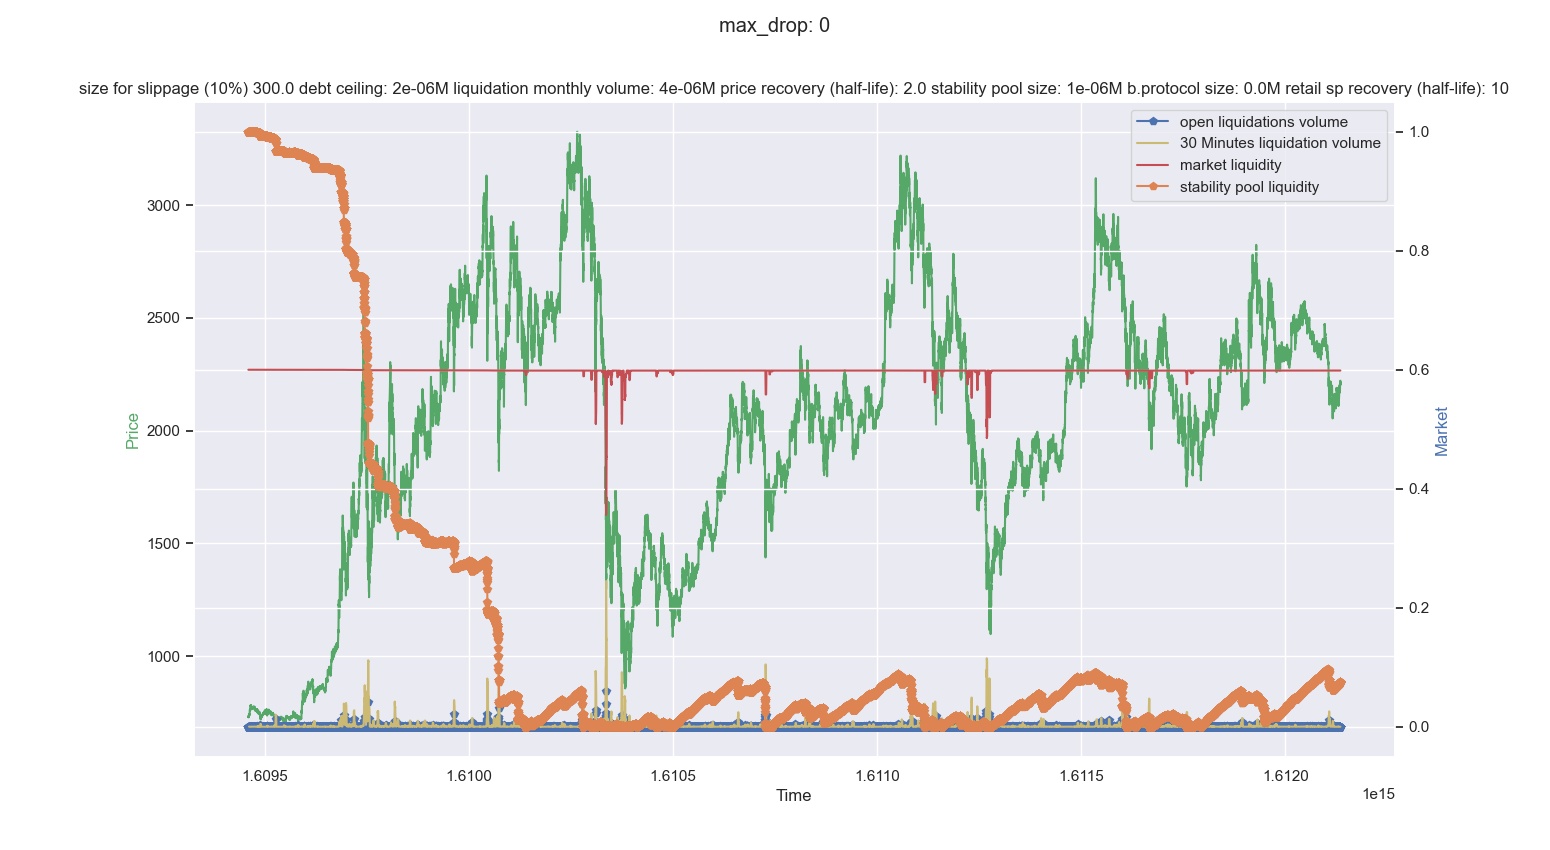 max_drop: 0
size for slippage (10%) 300.0 debt ceiling: 2e-06M liquidation monthly volume: 4e-06M price recovery (half-life): 2.0 stability pool size: 1e-06M b.protocol size: 0.0M retail sp recovery (half-life): 10
open liquidations volume
30 Minutes liquidation volume
market liquidity
stability pool liquidity
3000
2500
2000
1500
1000
Price
1.0
0.8
0.6
0.4
0.2
0.0
Market
1.6095 1.6100 1.6105 1.6110 1.6115 1.6120
Time
1e15